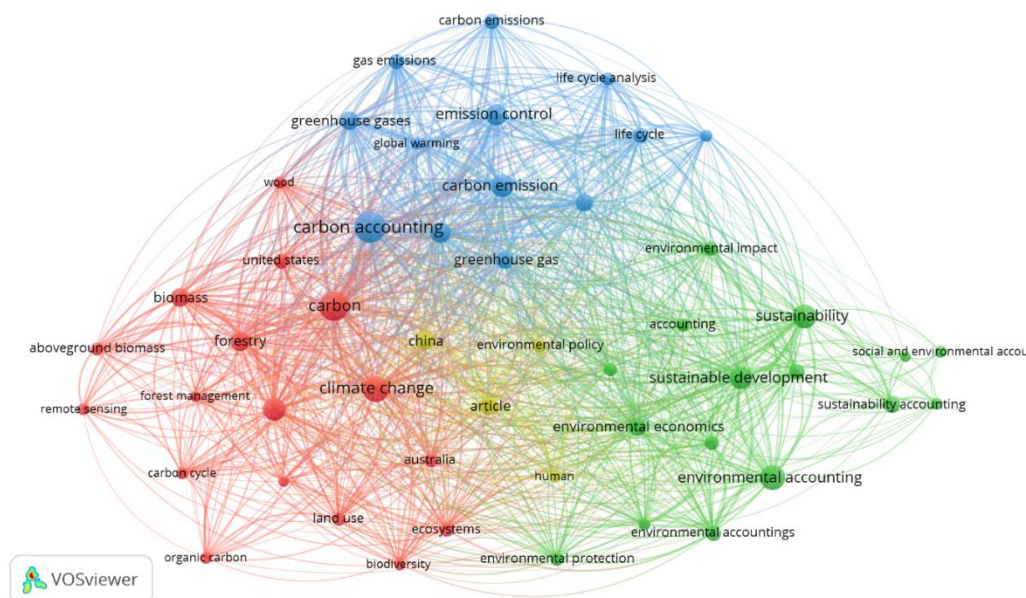 carbon emissions
gas emissions
life cycle analysis
emission control
greenhouse gases
life cycle
global warming
wood
carbon emission
carbon accounting
environmental impact
united states
greenhouse gas
biomass
carbon
sustainability
accounting
forestry
china
environmental policy
aboveground biomass
social and environmental accou
sustainable development
climate change
forest management
article
sustainability accounting
remote sensing
environmental economics
australia
carbon cycle
human
environmental accounting
land use
ecosystems
environmental accountings
organic carbon
biodiversity
environmental protection
VOSviewer